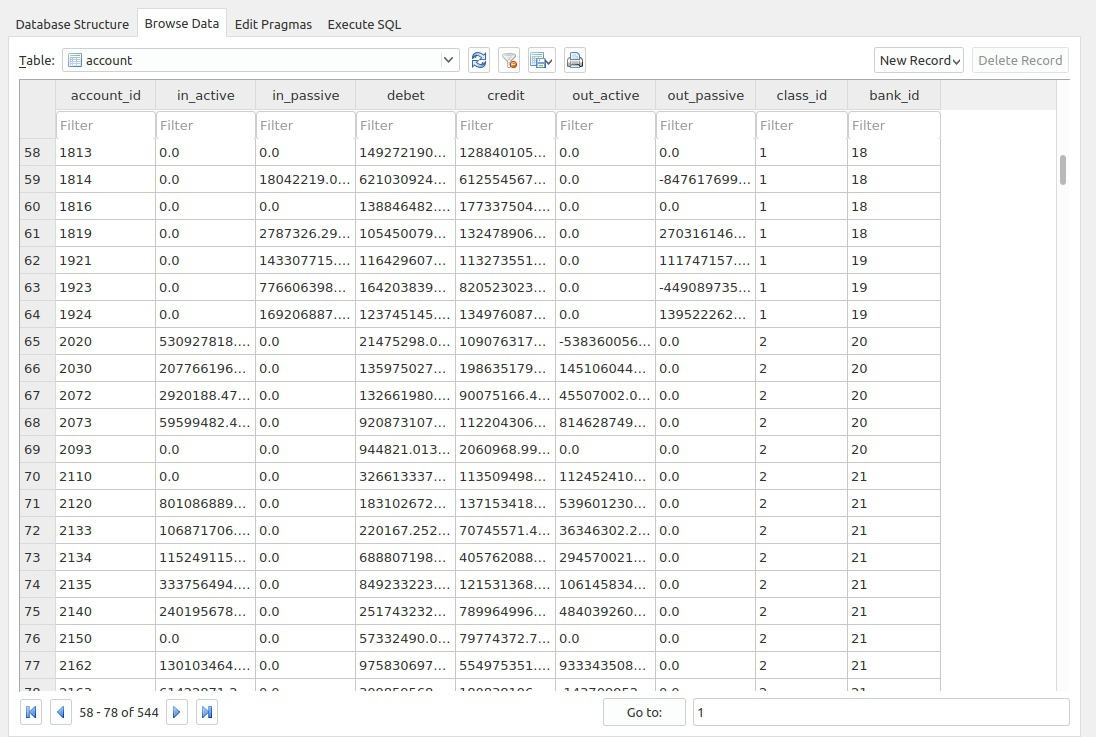 Database Structure Browse Data Edit Pragmas Execute SQL
Table: account New Record Delete Record
account_id in_active in_passive debet credit out_active out_passive class_id bank_id
Filter Filter Filter Filter Filter Filter Filter Filter Filter
58 1813 0.0 0.0 149272190... 128840105... 0.0 0.0 1 18
59 1814 0.0 18042219.0... 621030924... 612554567... 0.0 -847617699... 1 18
60 1816 0.0 0.0 138846482.... 177337504.... 0.0 0.0 1 18
61 1819 0.0 2787326.29... 105450079... 132478906... 0.0 270316146... 1 18
62 1921 0.0 143307715.... 116429607... 113273551... 0.0 111747157.... 1 19
63 1923 0.0 776606398... 164203839... 820523023... 0.0 -449089735... 1 19
64 1924 0.0 169206887.... 123745145.... 134976087... 0.0 139522262... 1 19
65 2020 530927818.... 0.0 21475298.0... 109076317... -538360056... 0.0 2 20
66 2030 207766196... 0.0 135975027... 198635179... 145106044... 0.0 2 20
67 2072 2920188.47... 0.0 132661980.... 90075166.4... 45507002.0... 0.0 2 20
68 2073 59599482.4... 0.0 920873107... 112204306... 814628749... 0.0 2 20
69 2093 0.0 0.0 944821.013... 2060968.99... 0.0 0.0 2 20
70 2110 0.0 0.0 326613337... 113509498... 112452410... 0.0 2 21
71 2120 801086889... 0.0 183102672... 137153418... 539601230... 0.0 2 21
72 2133 106871706.... 0.0 220167.252... 70745571.4... 36346302.2... 0.0 2 21
73 2134 115249115... 0.0 688807198... 405762088... 294570021... 0.0 2 21
74 2135 333756494.... 0.0 849233223.... 121531368.... 106145834... 0.0 2 21
75 2140 240195678... 0.0 251743232... 789964996... 484039260... 0.0 2 21
76 2150 0.0 0.0 57332490.0... 79774372.7... 0.0 0.0 2 21
77 2162 130103464.... 0.0 975830697... 554975351.... 933343508... 0.0 2 21
58 - 78 of 544 Go to: 1